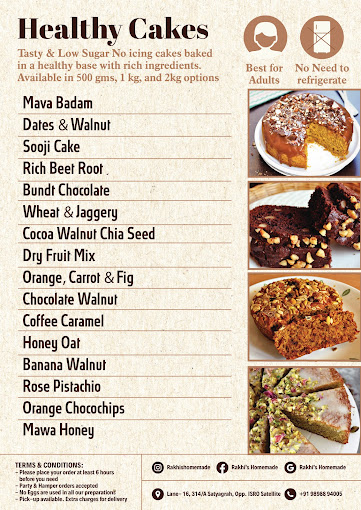 Healthy Cakes
Tasty & Low Sugar No icing cakes baked
in a healthy base with rich ingredients.
Available in 500 gms, 1 kg, and 2kg options
Best for
Adults
No Need to
refrigerate
Mava Badam
Dates & Walnut
Sooji Cake
Rich Beet Root .
Bundt Chocolate
Wheat & Jaggery
Cocoa Walnut Chia Seed
Dry Fruit Mix
Orange, Carrot & Fig
Chocolate Walnut
Coffee Caramel
Honey Oat
Banana Walnut
Rose Pistachio
Orange Chocochips
Mawa Honey
TERMS & CONDITIONS:
– Please place your order at least 6 hours
before you need
– Party & Hamper orders accepted
– No Eggs are used in all our preparation!!
– Pick-up available. Extra charges for delivery
Rakhishomemade
Rakhi's Homemade
Rakhi's Homemade
Lane- 16, 314/A Satyagrah, Opp. ISRO Satellite
+91 98988 94005